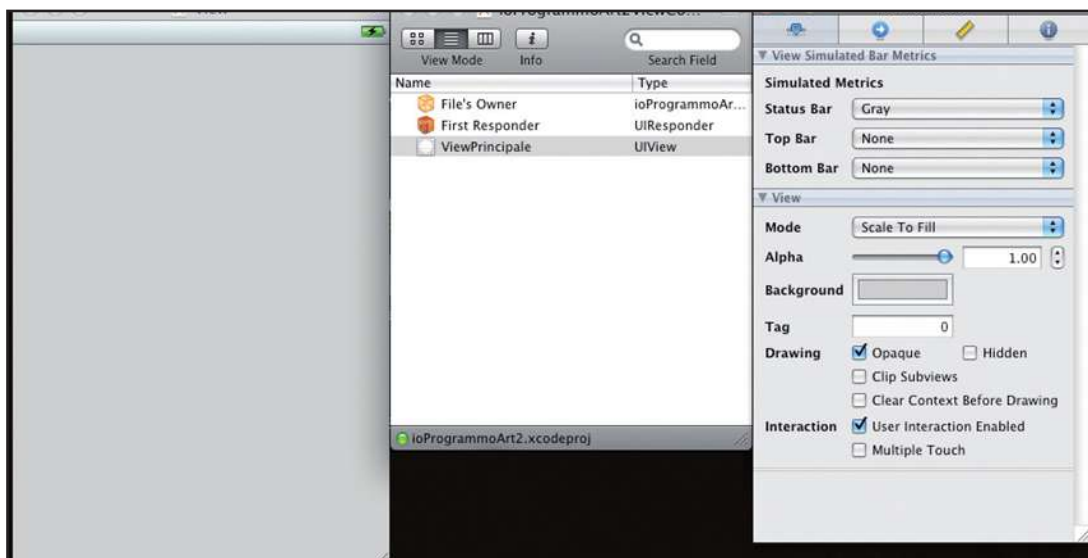 View Mode
Info
Search Field
Name Type
File's Owner ioProgrammoAr...
First Responder UIResponder
ViewPrincipale UIView
ioProgrammoArt2.xcodeproj
View Simulated Bar Metrics
Simulated Metrics
Status Bar Gray
Top Bar None
Bottom Bar None
View
Mode Scale To Fill
Alpha 1.00
Background
Tag 0
Drawing Opaque Hidden
Clip Subviews
Clear Context Before Drawing
Interaction User Interaction Enabled
Multiple Touch